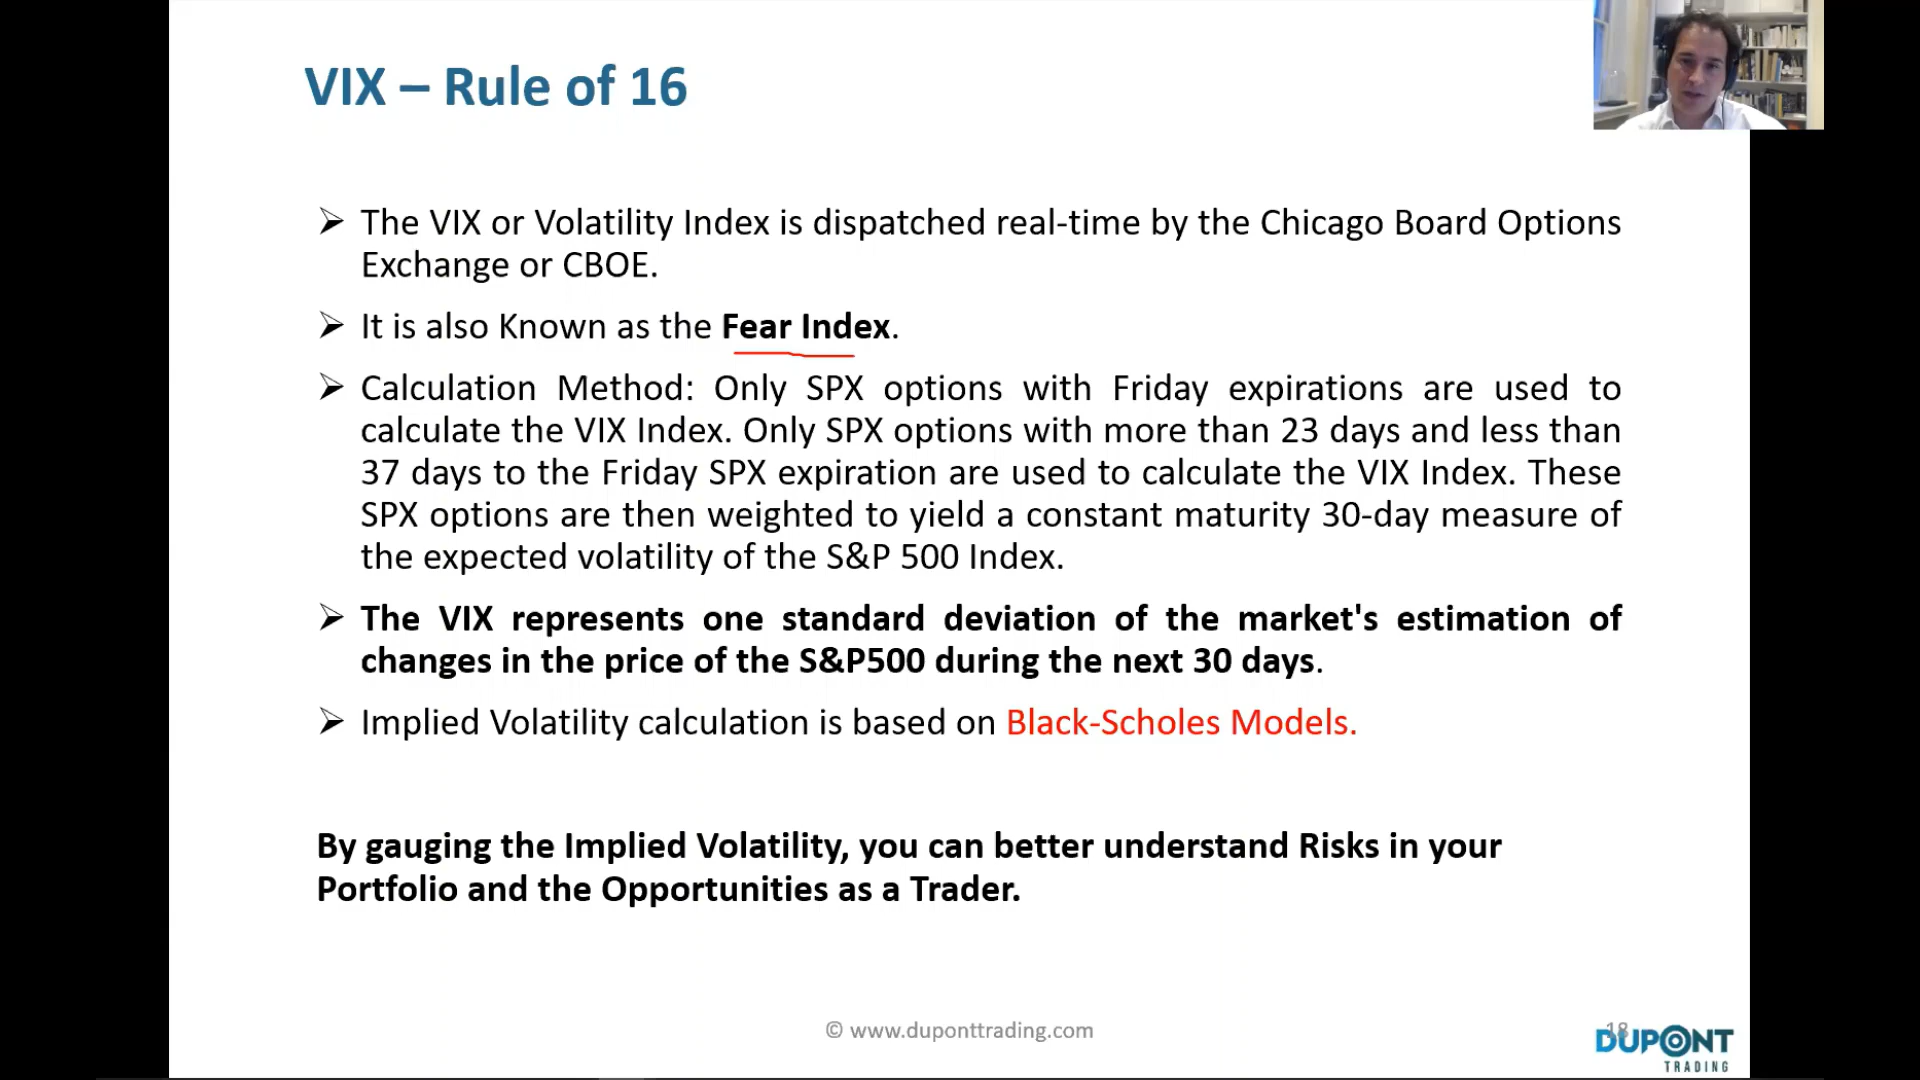 VIX – Rule of 16
➢ The VIX or Volatility Index is dispatched real-time by the Chicago Board Options
Exchange or CBOE.
➢ It is also Known as the Fear Index.
➢ Calculation Method: Only SPX options with Friday expirations are used to
calculate the VIX Index. Only SPX options with more than 23 days and less than
37 days to the Friday SPX expiration are used to calculate the VIX Index. These
SPX options are then weighted to yield a constant maturity 30-day measure of
the expected volatility of the S&P 500 Index.
➢ The VIX represents one standard deviation of the market's estimation of
changes in the price of the S&P500 during the next 30 days.
➢ Implied Volatility calculation is based on Black-Scholes Models.
By gauging the Implied Volatility, you can better understand Risks in your
Portfolio and the Opportunities as a Trader.
© www.duponttrading.com
18
DUPONT
TRADING